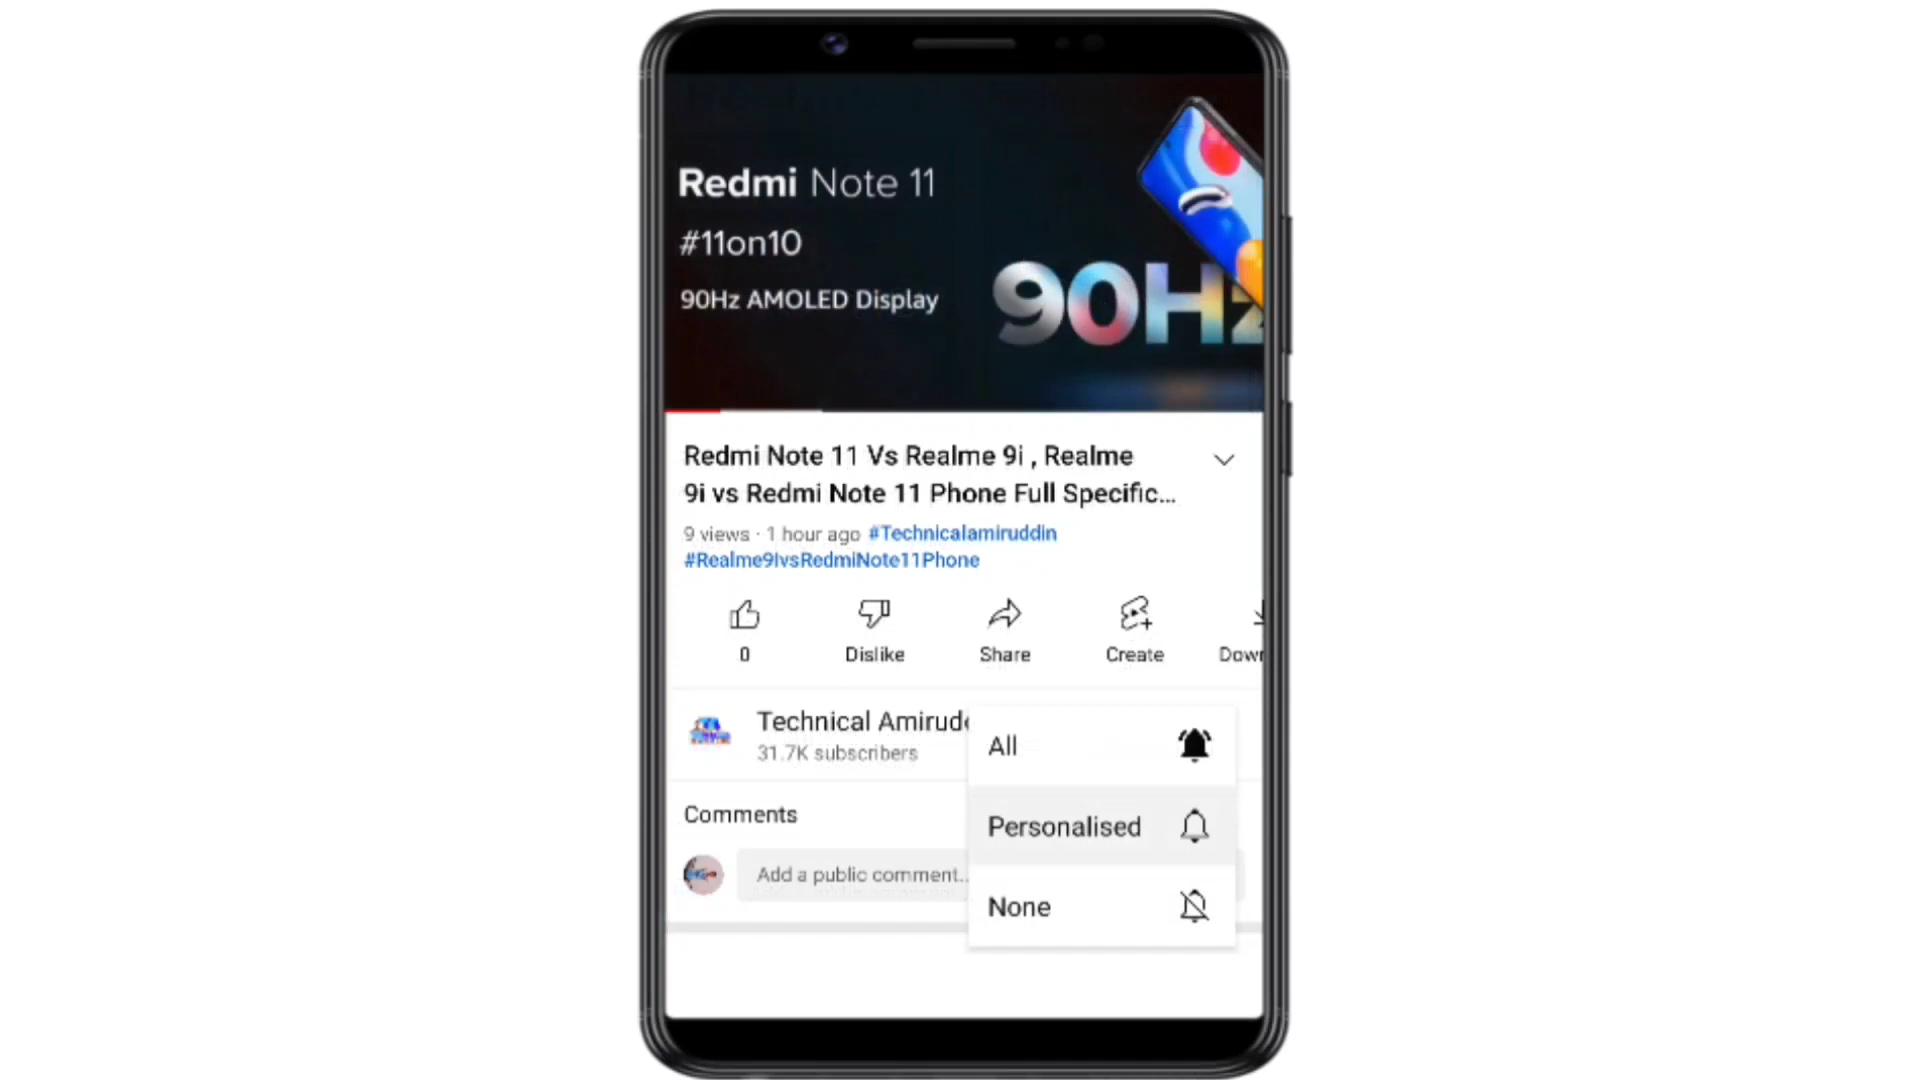 Redmi Note 11
#11on10
90Hz AMOLED Display
90Hz
Redmi Note 11 Vs Realme 9i , Realme
9i vs Redmi Note 11 Phone Full Specific...
9 views · 1 hour ago #Technicalamiruddin
#Realme9IvsRedmiNote11Phone
0
Dislike
Share
Create
Down
Technical Amirudd
31.7K subscribers
All
Personalised
None
Comments
Add a public comment...